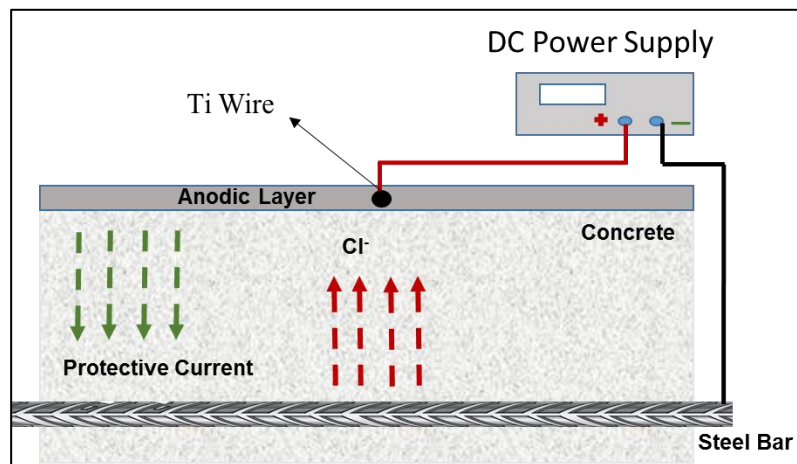 DC Power Supply
Ti Wire
+ −
Anodic Layer
Cl⁻
Concrete
Protective Current
Steel Bar